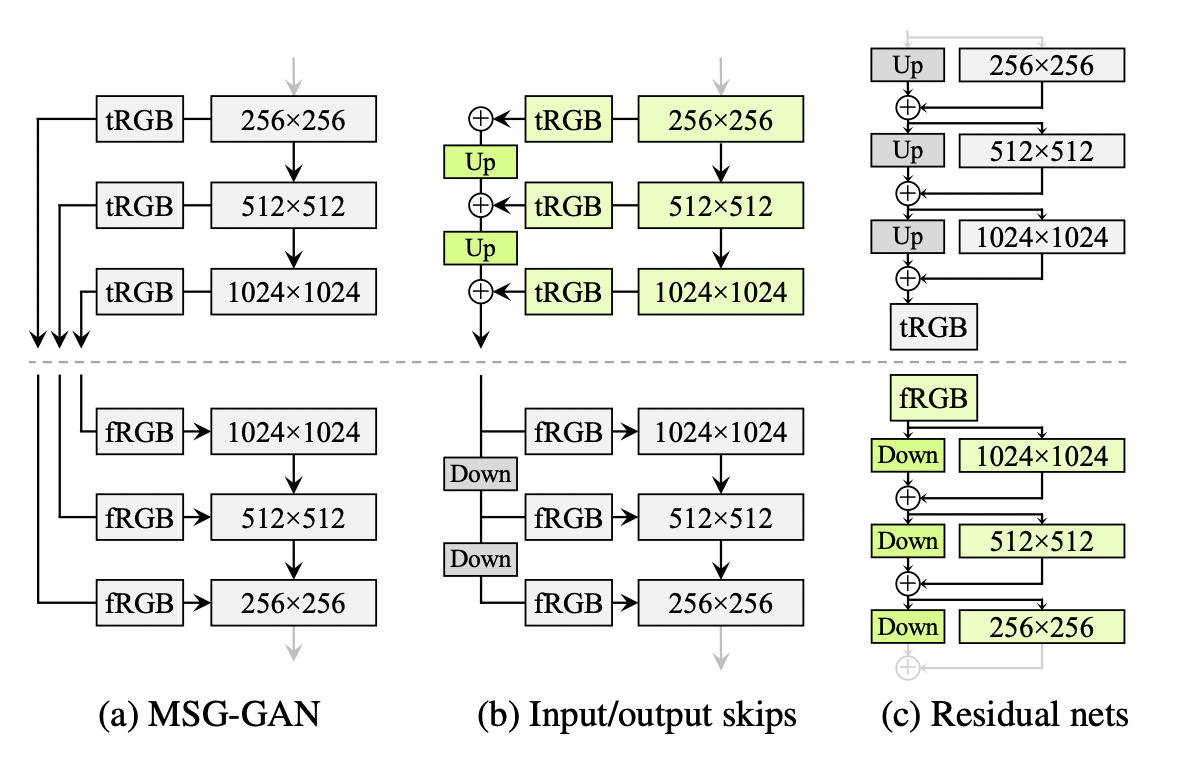 tRGB 256×256
tRGB 512×512
tRGB 1024×1024
fRGB 1024×1024
fRGB 512×512
fRGB 256×256
(a) MSG-GAN
tRGB 256×256
Up
tRGB 512×512
Up
tRGB 1024×1024
fRGB 1024×1024
Down
fRGB 512×512
Down
fRGB 256×256
(b) Input/output skips
Up 256×256
Up 512×512
Up 1024×1024
tRGB
fRGB
Down 1024×1024
Down 512×512
Down 256×256
(c) Residual nets